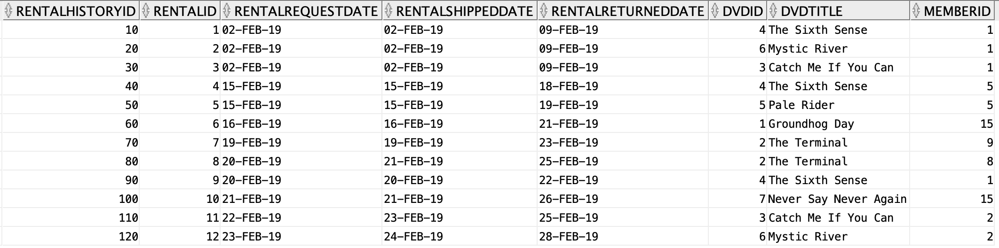 RENTALHISTORYID RENTALID RENTALREQUESTDATE RENTALSHIPPEDDATE RENTALRETURNEDDATE DVDID DVDTITLE MEMBERID
10 1 02-FEB-19 02-FEB-19 09-FEB-19 4 The Sixth Sense 1
20 2 02-FEB-19 02-FEB-19 09-FEB-19 6 Mystic River 1
30 3 02-FEB-19 02-FEB-19 09-FEB-19 3 Catch Me If You Can 1
40 4 15-FEB-19 15-FEB-19 18-FEB-19 4 The Sixth Sense 5
50 5 15-FEB-19 15-FEB-19 19-FEB-19 5 Pale Rider 5
60 6 16-FEB-19 16-FEB-19 21-FEB-19 1 Groundhog Day 15
70 7 19-FEB-19 19-FEB-19 23-FEB-19 2 The Terminal 9
80 8 20-FEB-19 21-FEB-19 25-FEB-19 2 The Terminal 8
90 9 20-FEB-19 20-FEB-19 22-FEB-19 4 The Sixth Sense 1
100 10 21-FEB-19 21-FEB-19 26-FEB-19 7 Never Say Never Again 15
110 11 22-FEB-19 23-FEB-19 25-FEB-19 3 Catch Me If You Can 2
120 12 23-FEB-19 24-FEB-19 28-FEB-19 6 Mystic River 2